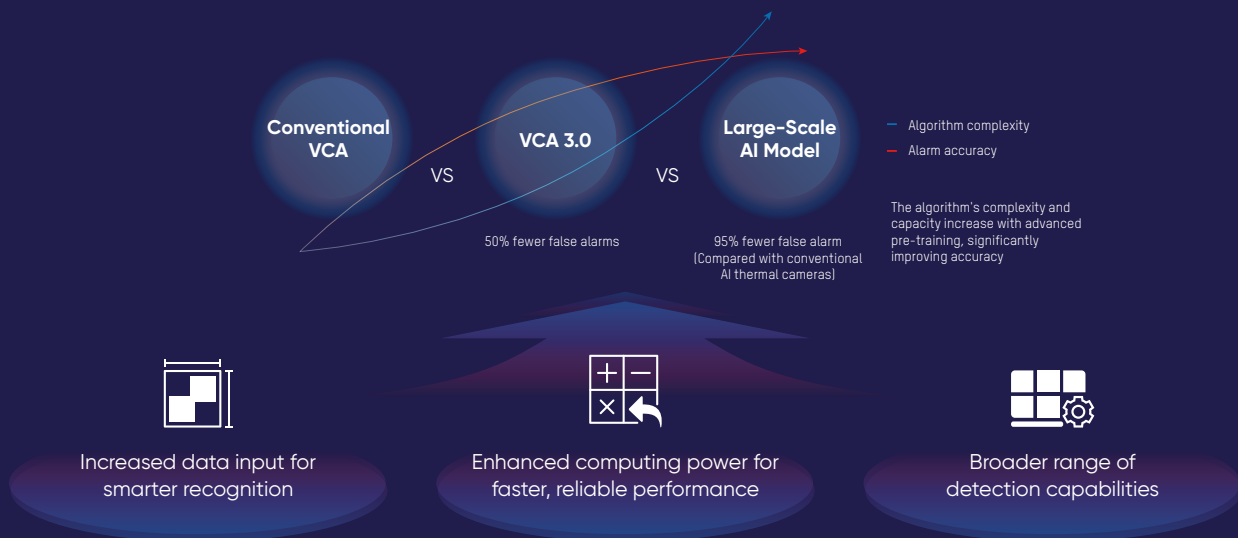 Conventional
VCA
VS
VCA 3.0
VS
Large-Scale
AI Model
Algorithm complexity
Alarm accuracy
50% fewer false alarms
95% fewer false alarm
(Compared with conventional
AI thermal cameras)
The algorithm's complexity and
capacity increase with advanced
pre-training, significantly
improving accuracy
Increased data input for
smarter recognition
Enhanced computing power for
faster, reliable performance
Broader range of
detection capabilities